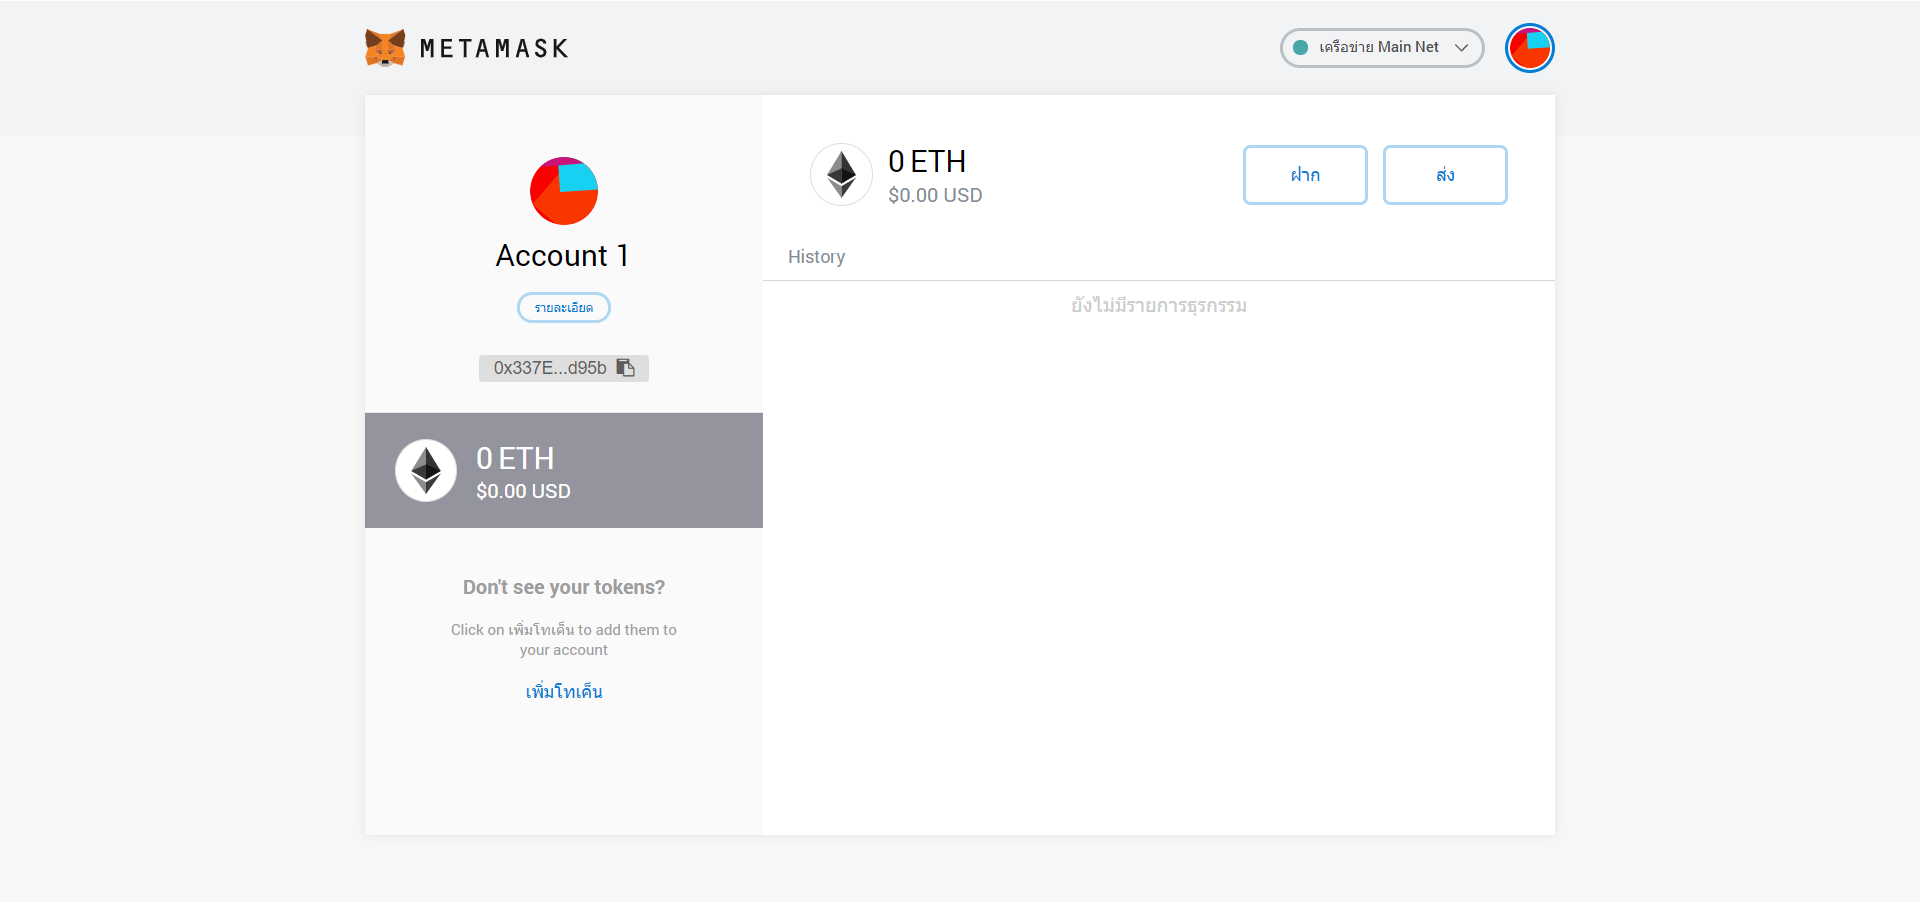 METAMASK
เครือข่าย Main Net
Account 1
รายละเอียด
0x337E...d95b
0 ETH
$0.00 USD
Don't see your tokens?
Click on เพิ่มโทเค็น to add them to
your account
เพิ่มโทเค็น
0 ETH
$0.00 USD
ฝาก
ส่ง
History
ยังไม่มีรายการธุรกรรม